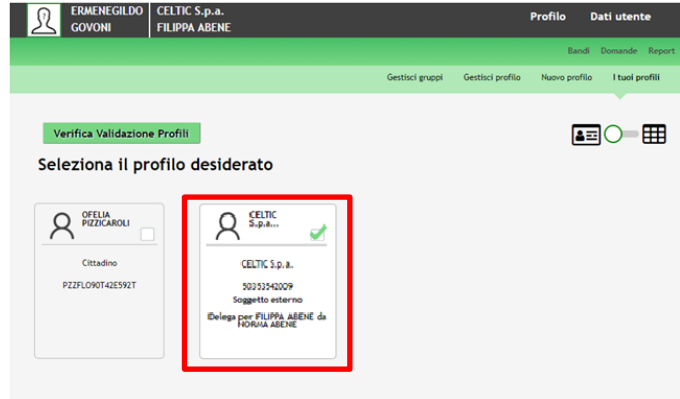 ERMENEGILDO GOVONI
CELTIC S.p.a.
FILIPPA ABENE
Profilo Dati utente
Bandi Domande Report
Gestisci gruppi Gestisci profilo Nuovo profilo I tuoi profili
Verifica Validazione Profili
Seleziona il profilo desiderato
OFELIA
PIZZICAROLI
Cittadino
PZZFLO90T42E592T
CELTIC
S.p.a...
CELTIC S.p.a.
50353542009
Soggetto esterno
Delega per FILIPPA ABENE da
NORMA ABENE